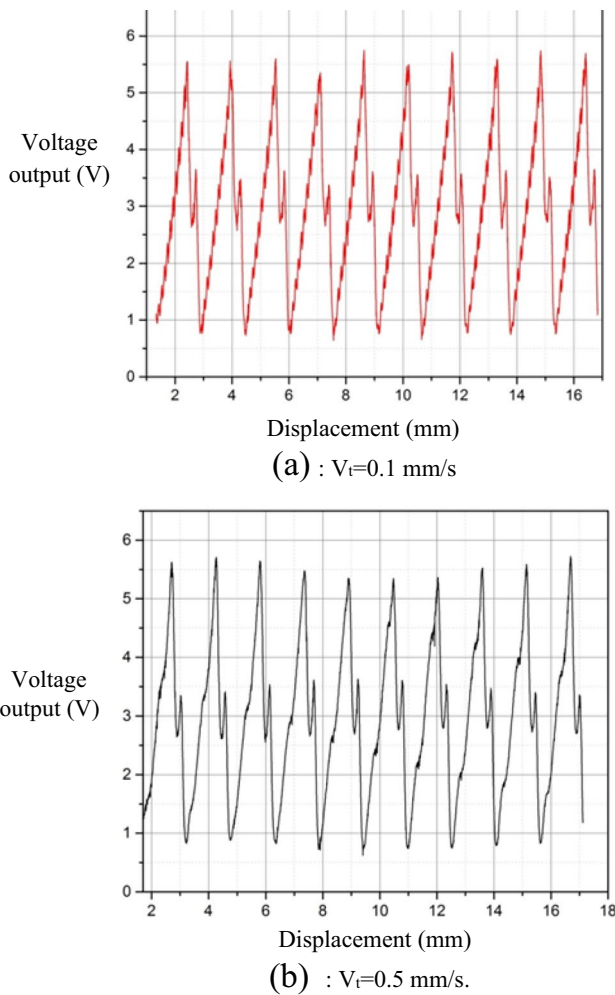 6
5
Voltage
output (V)
4
3
2
1
0
2 4 6 8 10 12 14 16
Displacement (mm)
(a) : Vt=0.1 mm/s
6
5
4
Voltage
output (V)
3
2
1
0
2 4 6 8 10 12 14 16 18
Displacement (mm)
(b) : Vt=0.5 mm/s.